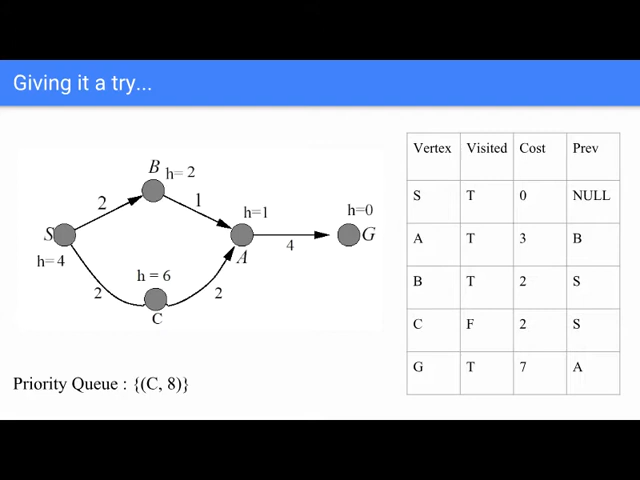 Giving it a try...
B h= 2
2
1
h=1
h=0
S
A
G
h= 4
4
h = 6
2
2
C
Priority Queue : {(C, 8)}
Vertex Visited Cost Prev
S T 0 NULL
A T 3 B
B T 2 S
C F 2 S
G T 7 A